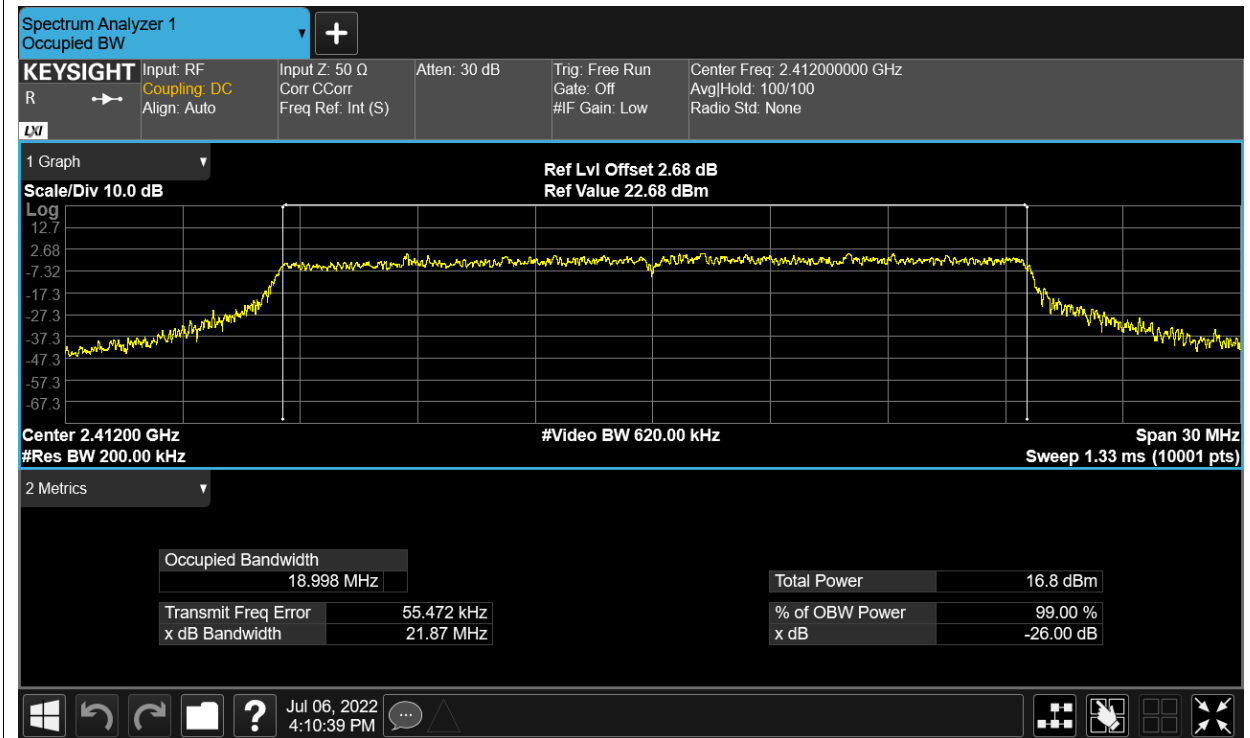 Spectrum Analyzer 1
Occupied BW
KEYSIGHT
R
LXI
Input: RF
Coupling: DC
Align: Auto
Input Z: 50 Ω
Corr CCorr
Freq Ref: Int (S)
Atten: 30 dB
Trig: Free Run
Gate: Off
#IF Gain: Low
Center Freq: 2.412000000 GHz
Avg|Hold: 100/100
Radio Std: None
1 Graph
Scale/Div 10.0 dB
Ref Lvl Offset 2.68 dB
Ref Value 22.68 dBm
Log
12.7
2.68
-7.32
-17.3
-27.3
-37.3
-47.3
-57.3
-67.3
Center 2.41200 GHz
#Video BW 620.00 kHz
Span 30 MHz
#Res BW 200.00 kHz
Sweep 1.33 ms (10001 pts)
2 Metrics
Occupied Bandwidth
18.998 MHz
Total Power 16.8 dBm
Transmit Freq Error 55.472 kHz
% of OBW Power 99.00 %
x dB Bandwidth 21.87 MHz
x dB -26.00 dB
?
Jul 06, 2022
4:10:39 PM